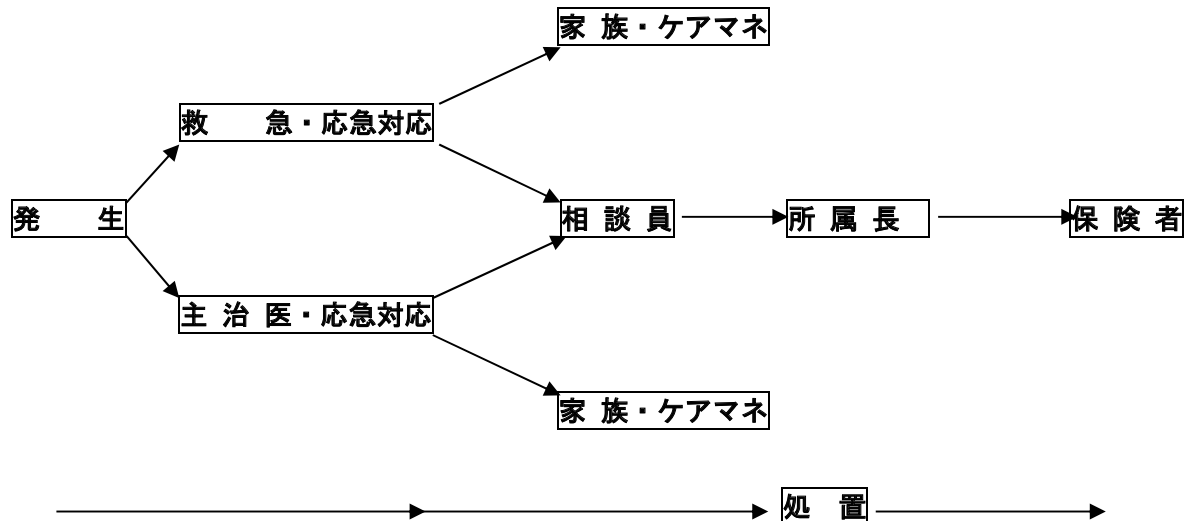 家 族・ケアマネ
救　　急・応急対応
発　　生
相 談 員
所 属 長
保 険 者
主 治 医・応急対応
家 族・ケアマネ
処　置